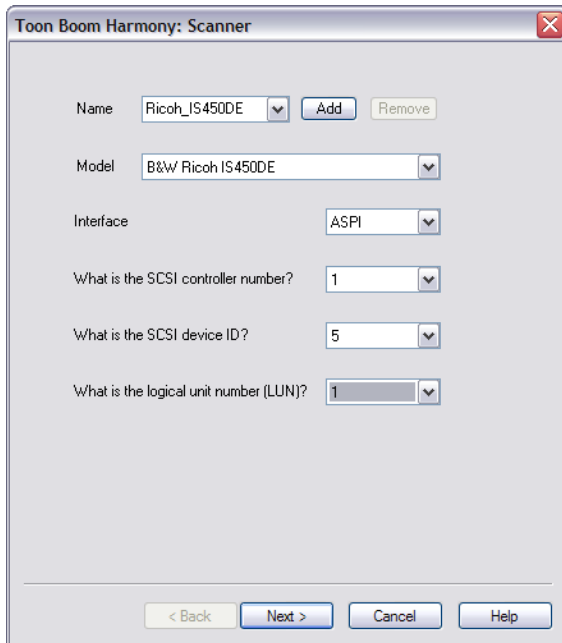 Toon Boom Harmony: Scanner
Name Ricoh_IS450DE Add Remove
Model B&W Ricoh IS450DE
Interface ASPI
What is the SCSI controller number? 1
What is the SCSI device ID? 5
What is the logical unit number (LUN)? 1
< Back Next > Cancel Help